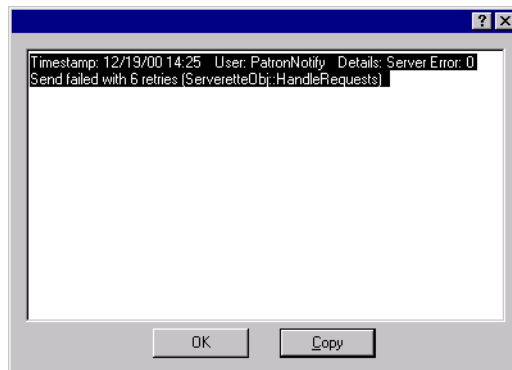 Timestamp: 12/19/00 14:25 User: PatronNotify Details: Server Error: 0
Send failed with 6 retries (ServeretteObj::HandleRequests)
OK
Copy